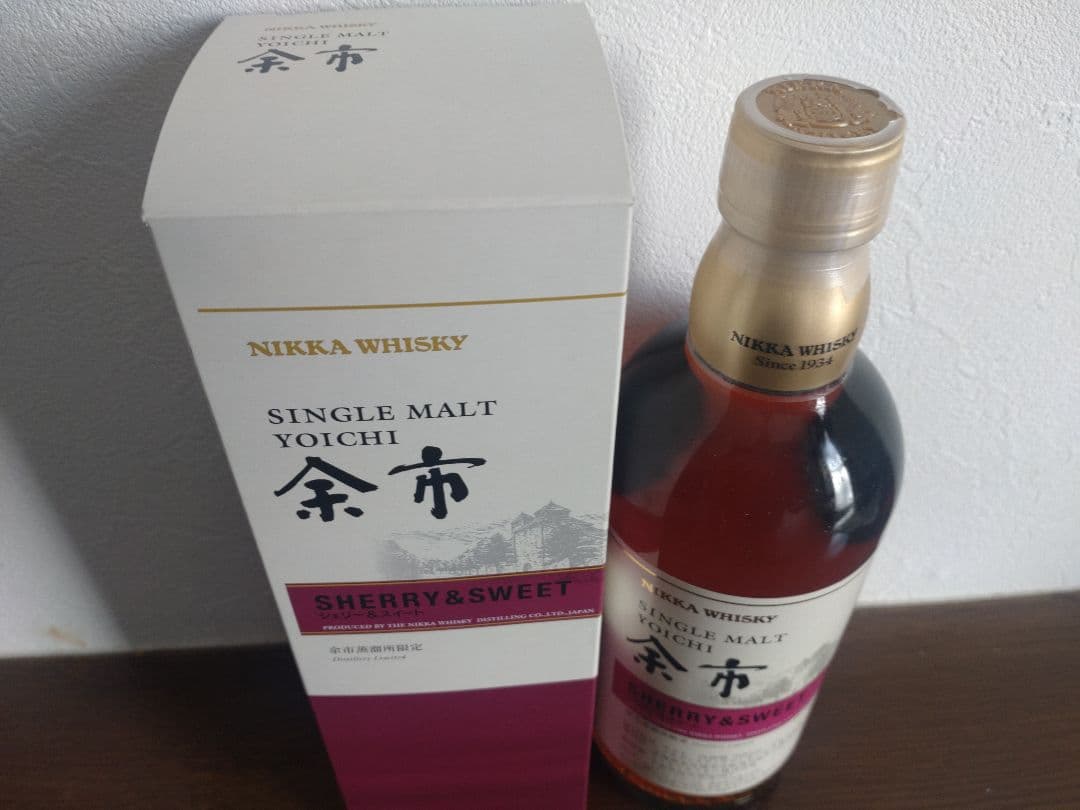 NIKKA WHISKY
SINGLE MALT
YOICHI
余市
NIKKA WHISKY
SINGLE MALT
YOICHI
余市
SHERRY&SWEET
シェリー&スイート
PRODUCED BY THE NIKKA WHISKY DISTILLING CO.,LTD.,JAPAN
余市蒸溜所限定
Distillery Limited
NIKKA WHISKY
Since 1934
NIKKA WHISKY
SINGLE MALT
YOICHI
余市
SHERRY&SWEET